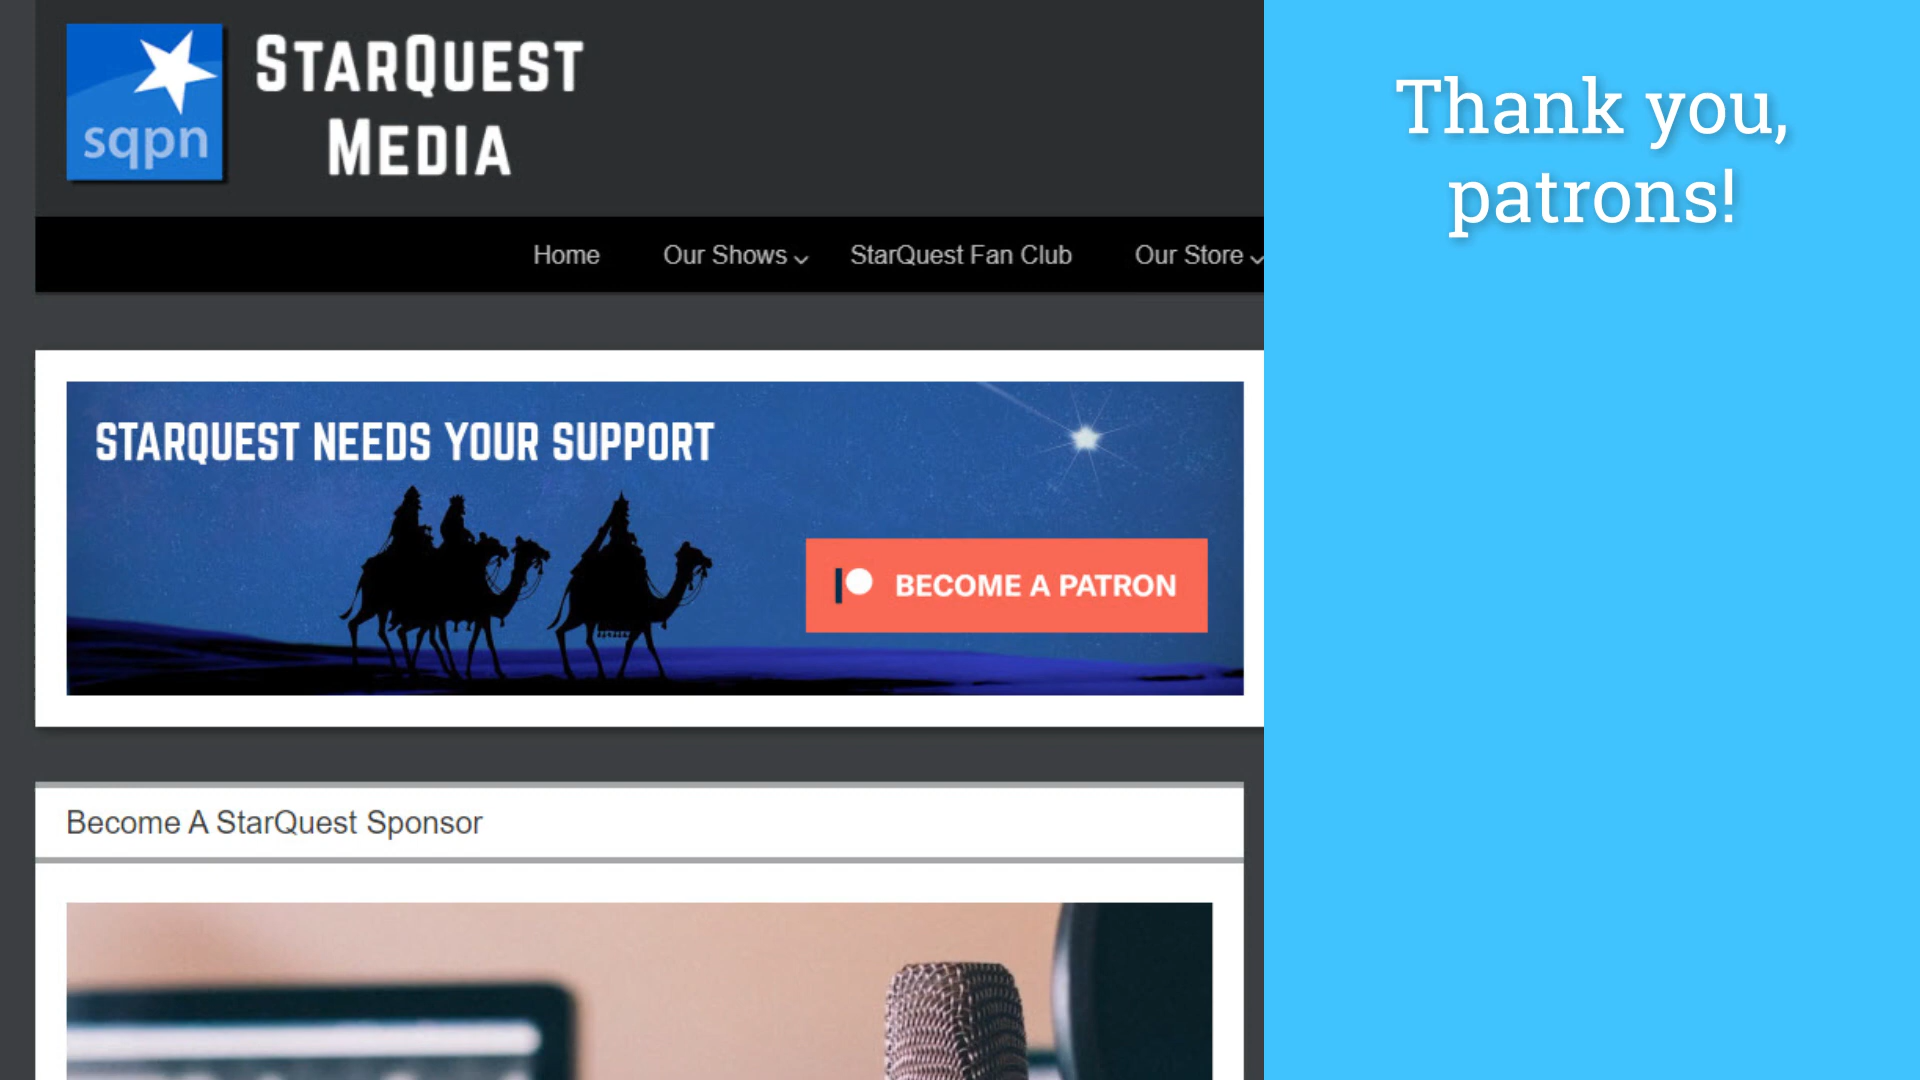 sqpn
STARQUEST
MEDIA
Home Our Shows StarQuest Fan Club Our Store
STARQUEST NEEDS YOUR SUPPORT
BECOME A PATRON
Become A StarQuest Sponsor
Thank you,
patrons!